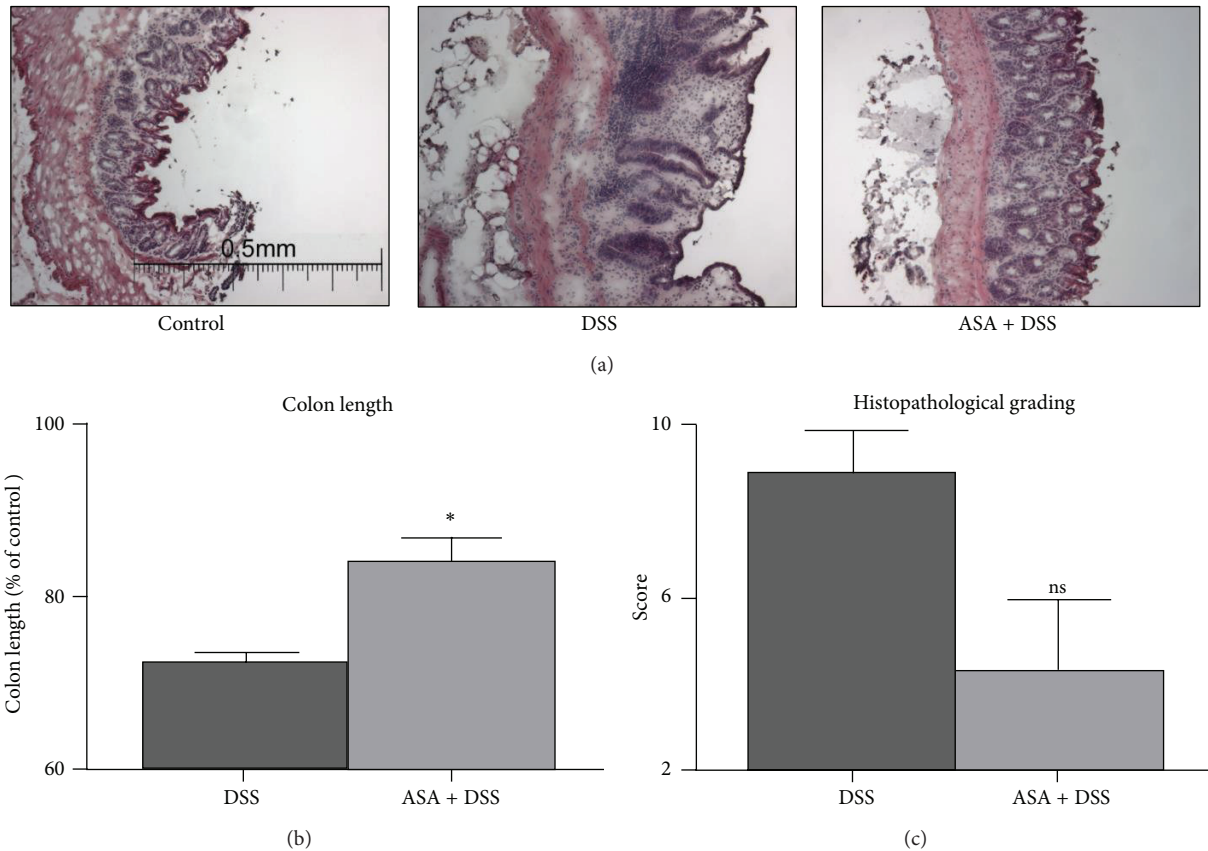 0.5mm
Control
DSS
ASA + DSS
(a)
Colon length
100
80
60
Colon length (% of control )
*
DSS
ASA + DSS
(b)
Histopathological grading
10
6
2
Score
ns
DSS
ASA + DSS
(c)